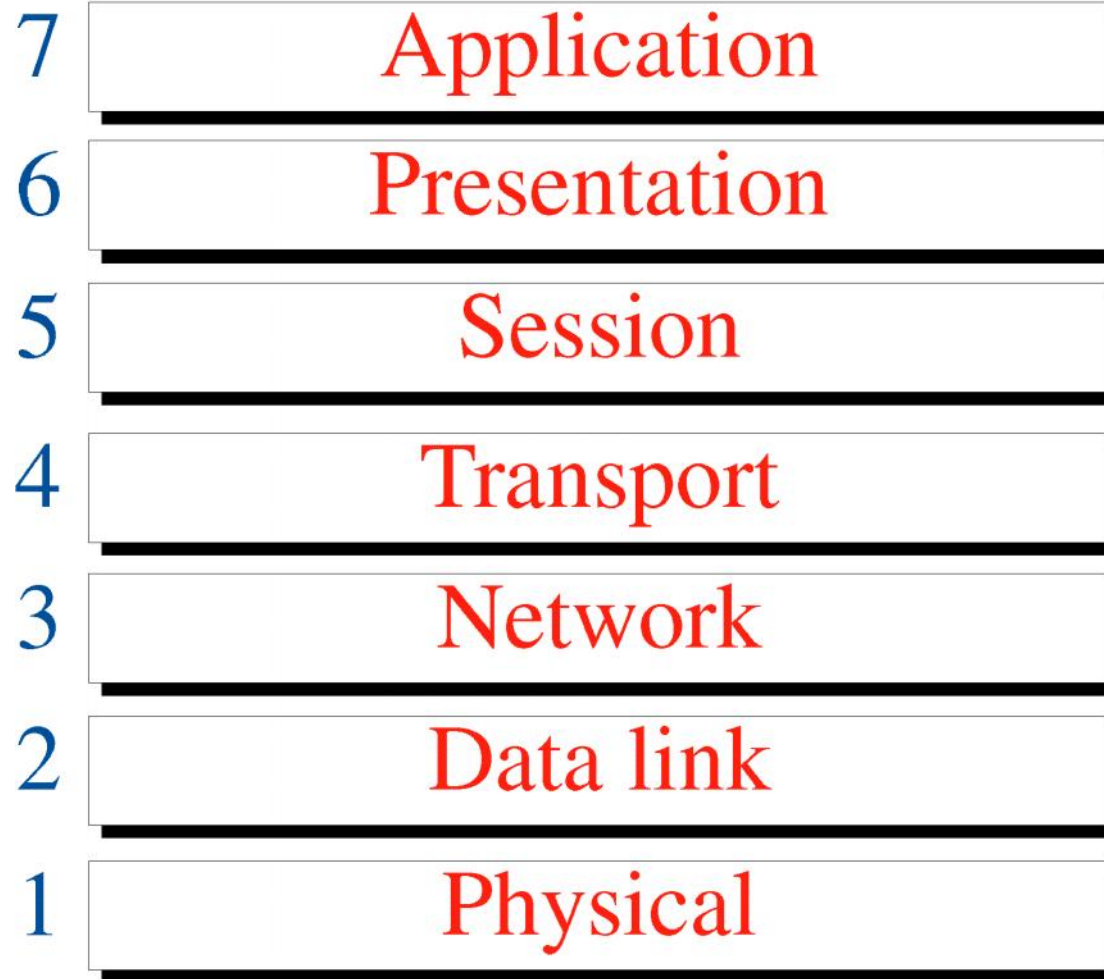 7 Application
6 Presentation
5 Session
4 Transport
3 Network
2 Data link
1 Physical